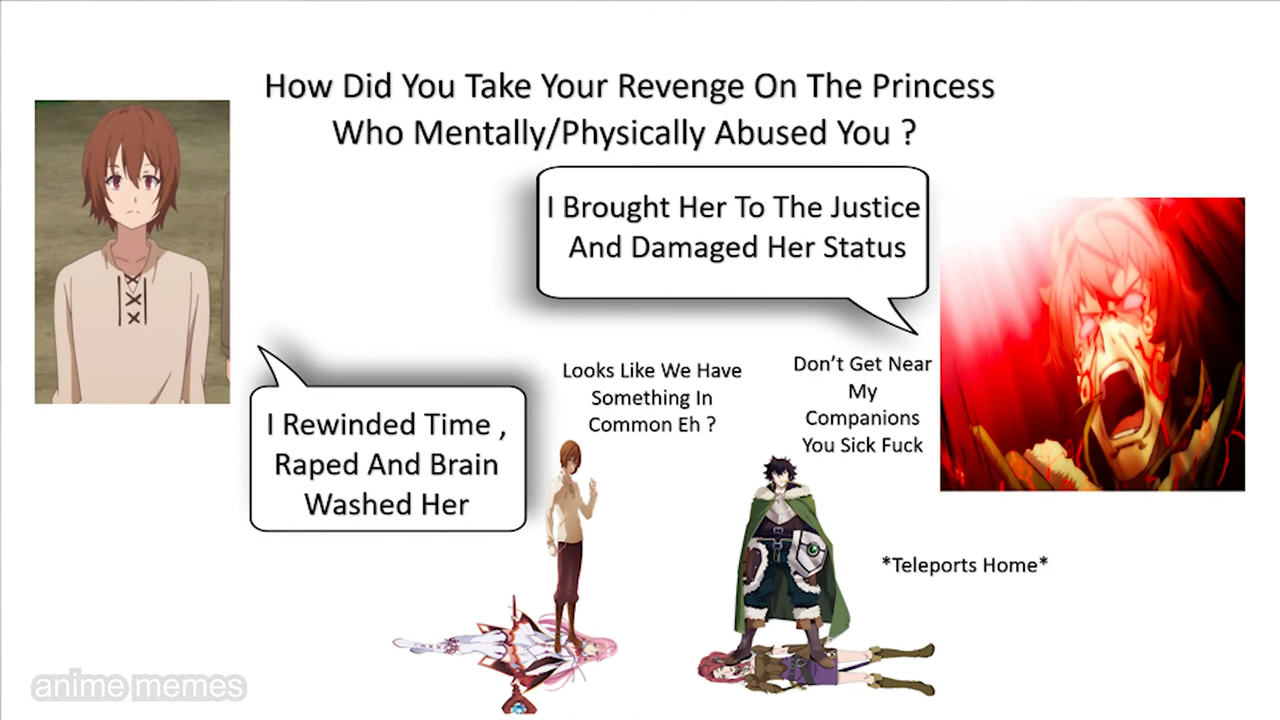 How Did You Take Your Revenge On The Princess
Who Mentally/Physically Abused You ?
I Brought Her To The Justice
And Damaged Her Status
I Rewinded Time ,
Raped And Brain
Washed Her
Looks Like We Have
Something In
Common Eh ?
Don't Get Near
My
Companions
You Sick Fuck
*Teleports Home*
anime memes